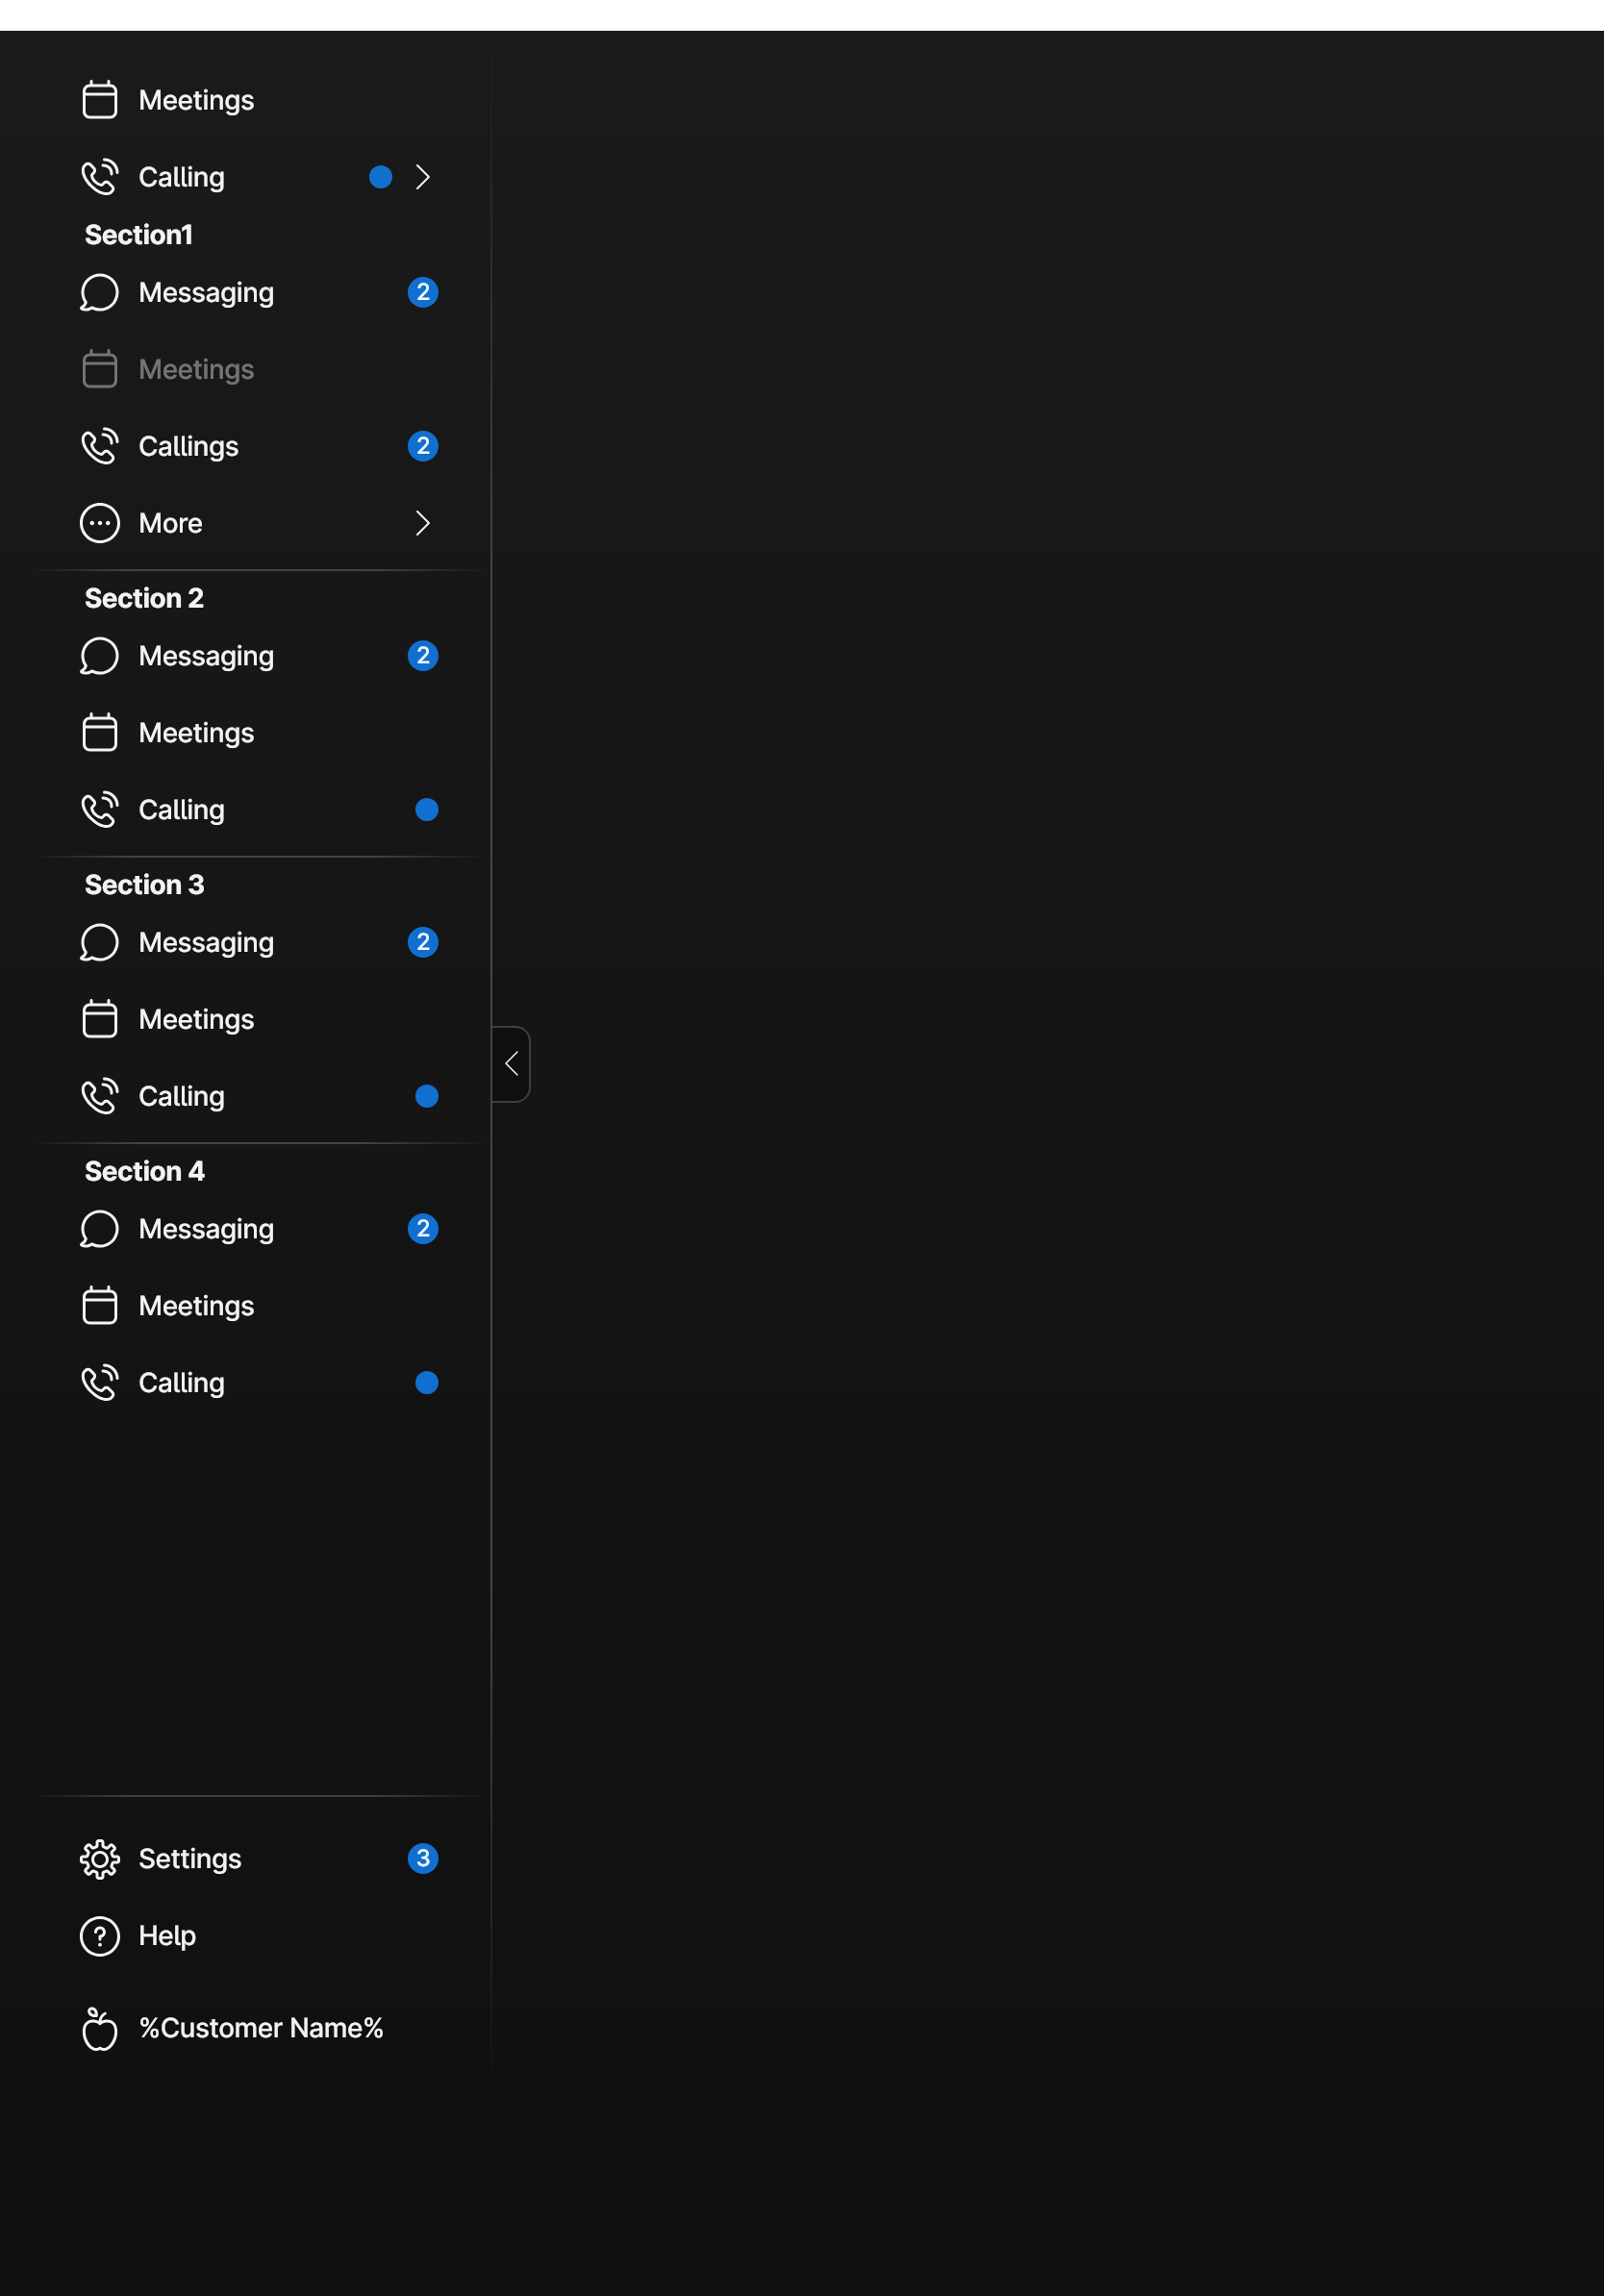 Meetings
Calling
Section1
Messaging 2
Meetings
Callings 2
More
Section 2
Messaging 2
Meetings
Calling
Section 3
Messaging 2
Meetings
Calling
Section 4
Messaging 2
Meetings
Calling
Settings 3
Help
%Customer Name%